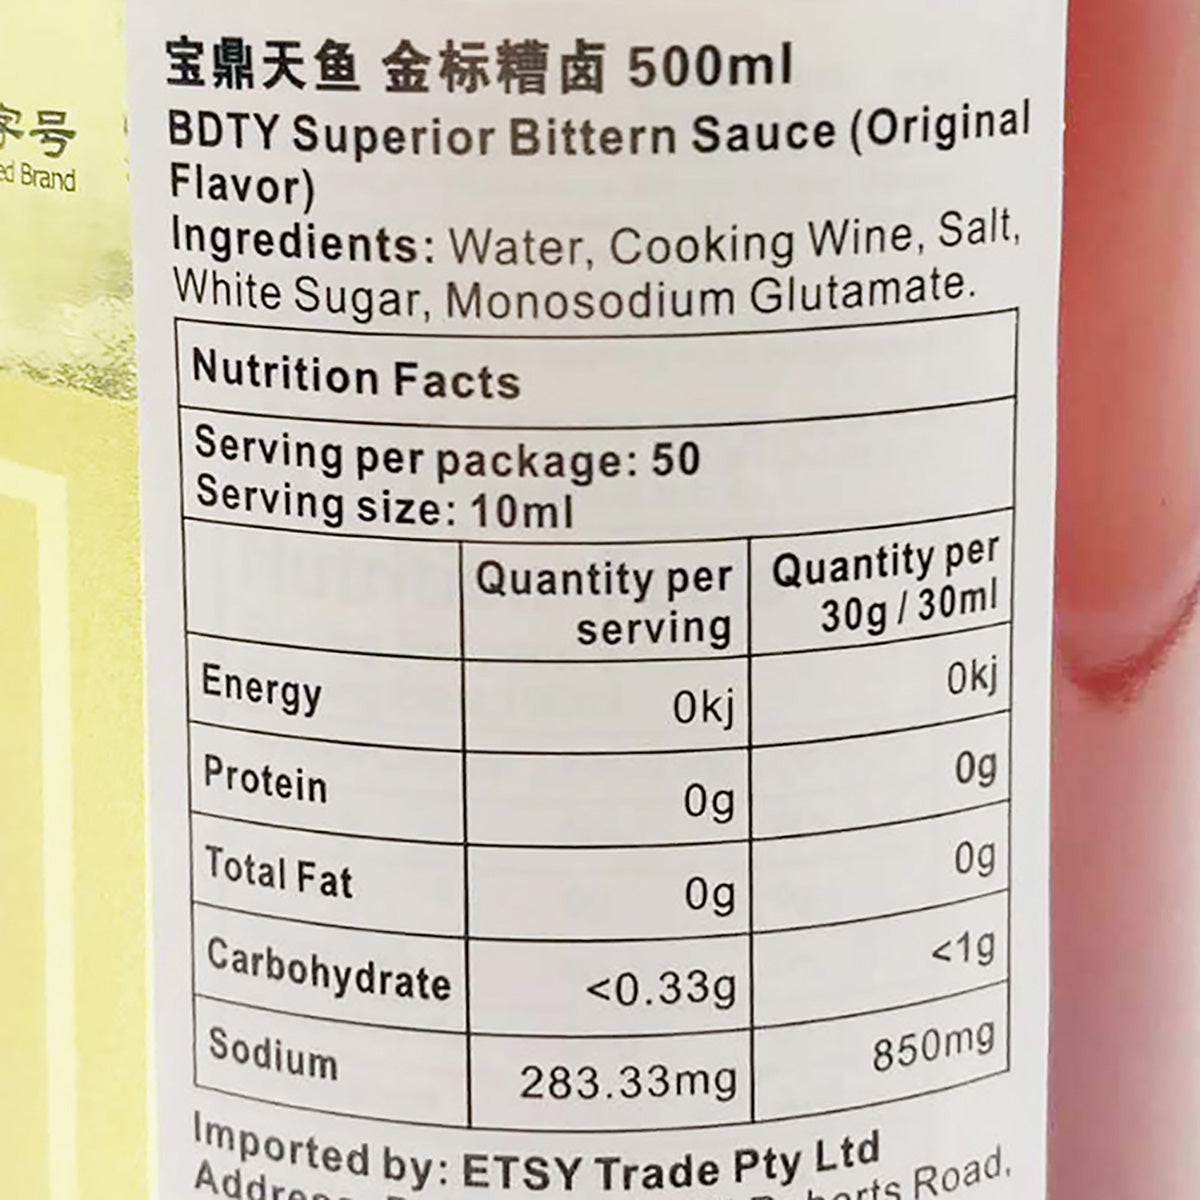 宝鼎天鱼 金标糟卤 500ml
BDTY Superior Bittern Sauce (Original
Flavor)
Ingredients: Water, Cooking Wine, Salt,
White Sugar, Monosodium Glutamate.
Nutrition Facts
Serving per package: 50
Serving size: 10ml
Quantity per serving Quantity per 30g / 30ml
Energy 0kj 0kj
Protein 0g 0g
Total Fat 0g 0g
Carbohydrate <0.33g <1g
Sodium 283.33mg 850mg
Imported by: ETSY Trade Pty Ltd
Road,
号
Brand